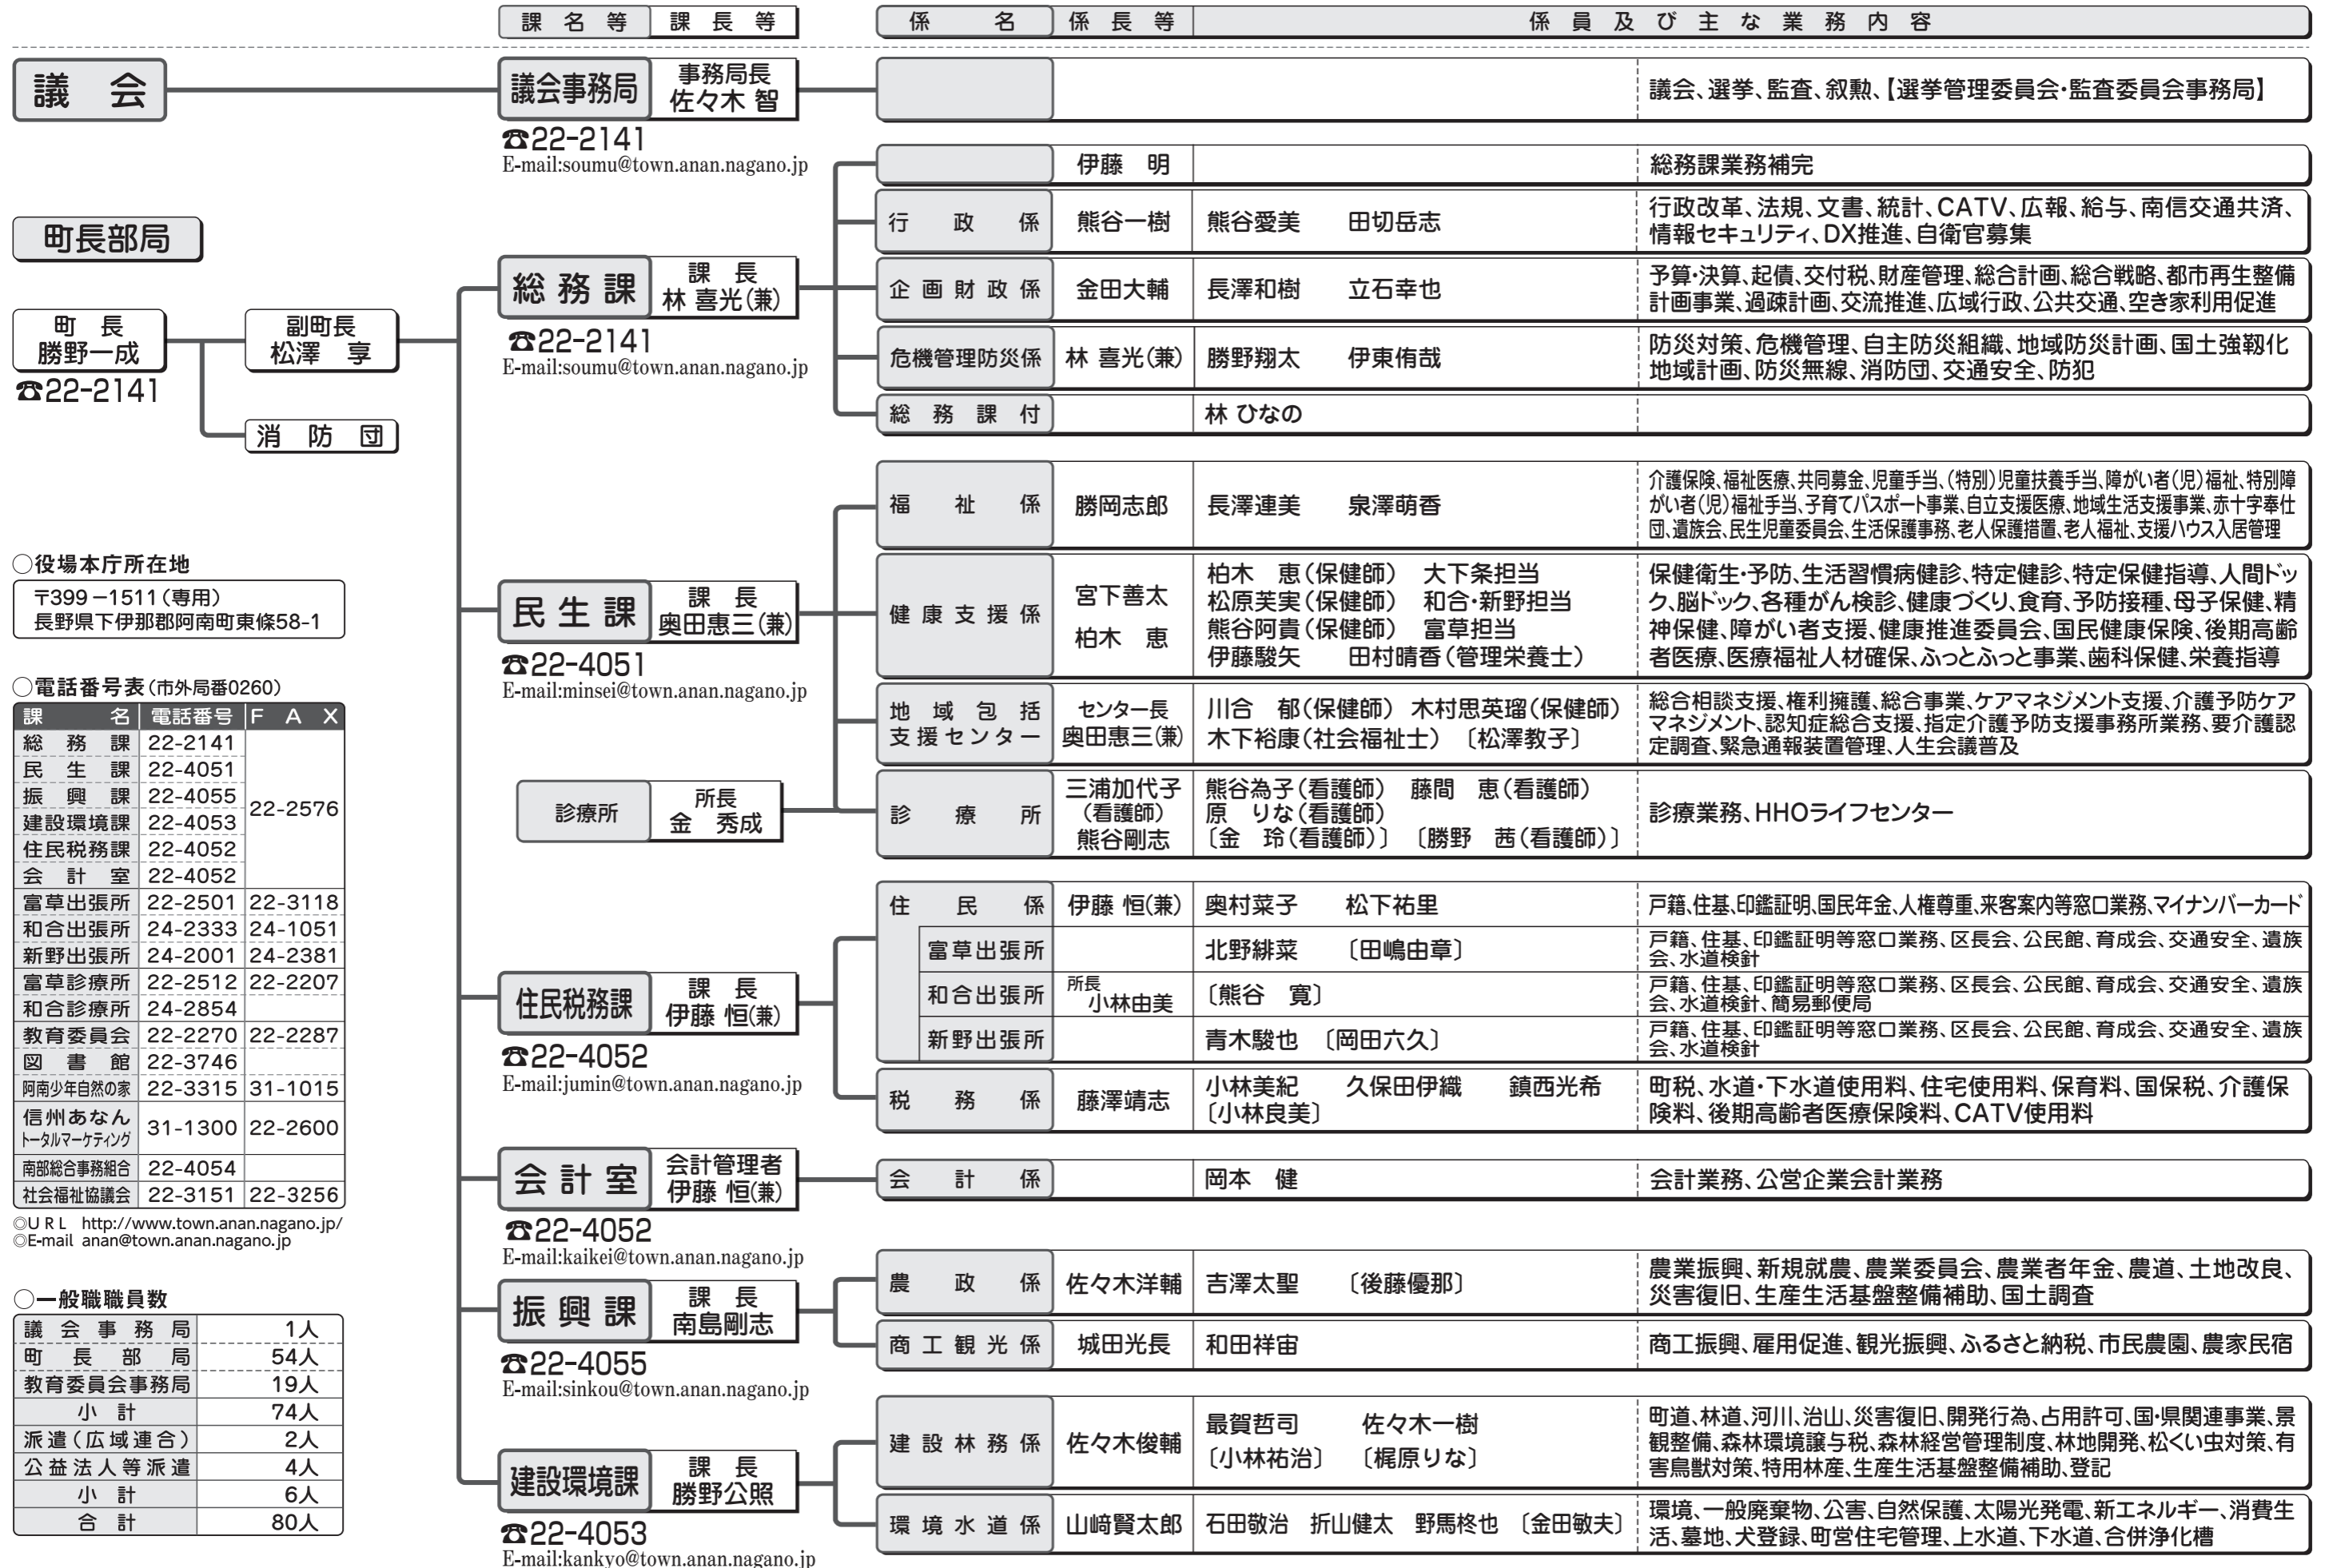 課名等 課長等 係名 係長等 係員及び主な業務内容
議会
議会事務局 事務局長
佐々木 智
議会、選挙、監査、叙勲、【選挙管理委員会・監査委員会事務局】
☎22-2141
E-mail:soumu@town.anan.nagano.jp
町長部局
町長
勝野一成
☎22-2141
副町長
松澤 享
消防団
総務課 課長
林 喜光(兼)
☎22-2141
E-mail:soumu@town.anan.nagano.jp
伊藤 明 総務課業務補完
行政係 熊谷一樹 熊谷愛美 田切岳志
行政改革、法規、文書、統計、CATV、広報、給与、南信交通共済、
情報セキュリティ、DX推進、自衛官募集
企画財政係 金田大輔 長澤和樹 立石幸也
予算・決算、起債、交付税、財産管理、総合計画、総合戦略、都市再生整備
計画事業、過疎計画、交流推進、広域行政、公共交通、空き家利用促進
危機管理防災係 林 喜光(兼) 勝野翔太 伊東侑哉
防災対策、危機管理、自主防災組織、地域防災計画、国土強靱化
地域計画、防災無線、消防団、交通安全、防犯
総務課付 林 ひなの
民生課 課長
奥田惠三(兼)
☎22-4051
E-mail:minsei@town.anan.nagano.jp
福祉係 勝岡志郎 長澤連美 泉澤萌香
介護保険、福祉医療、共同募金、児童手当、(特別)児童扶養手当、障がい者(児)福祉、特別障
がい者(児)福祉手当、子育てパスポート事業、自立支援医療、地域生活支援事業、赤十字奉仕
団、遺族会、民生児童委員会、生活保護事務、老人保護措置、老人福祉、支援ハウス入居管理
健康支援係 宮下善太
柏木 恵
柏木 恵(保健師) 大下条担当
松原芙実(保健師) 和合・新野担当
熊谷阿貴(保健師) 富草担当
伊藤駿矢 田村晴香(管理栄養士)
保健衛生・予防、生活習慣病健診、特定健診、特定保健指導、人間ドッ
ク、脳ドック、各種がん検診、健康づくり、食育、予防接種、母子保健、精
神保健、障がい者支援、健康推進委員会、国民健康保険、後期高齢
者医療、医療福祉人材確保、ふっとふっと事業、歯科保健、栄養指導
地域包括
支援センター
センター長
奥田惠三(兼)
川合 郁(保健師) 木村思英瑠(保健師)
木下裕康(社会福祉士) 〔松澤教子〕
総合相談支援、権利擁護、総合事業、ケアマネジメント支援、介護予防ケア
マネジメント、認知症総合支援、指定介護予防支援事務所業務、要介護認
定調査、緊急通報装置管理、人生会議普及
診療所 所長
金 秀成
診療所 三浦加代子
(看護師)
熊谷剛志
熊谷為子(看護師) 藤間 恵(看護師)
原 りな(看護師)
〔金 玲(看護師)〕 〔勝野 茜(看護師)〕
診療業務、HHOライフセンター
住民税務課 課長
伊藤 恒(兼)
☎22-4052
E-mail:jumin@town.anan.nagano.jp
住民係 伊藤 恒(兼) 奥村菜子 松下祐里
戸籍、住基、印鑑証明、国民年金、人権尊重、来客案内等窓口業務、マイナンバーカード
富草出張所 北野緋菜 〔田嶋由章〕
戸籍、住基、印鑑証明等窓口業務、区長会、公民館、育成会、交通安全、遺族
会、水道検針
和合出張所 所長
小林由美 〔熊谷 寛〕
戸籍、住基、印鑑証明等窓口業務、区長会、公民館、育成会、交通安全、遺族
会、水道検針、簡易郵便局
新野出張所 青木駿也 〔岡田六久〕
戸籍、住基、印鑑証明等窓口業務、区長会、公民館、育成会、交通安全、遺族
会、水道検針
税務係 藤澤靖志 小林美紀 久保田伊織 鎮西光希
〔小林良美〕
町税、水道・下水道使用料、住宅使用料、保育料、国保税、介護保
険料、後期高齢者医療保険料、CATV使用料
会計室 会計管理者
伊藤 恒(兼)
☎22-4052
E-mail:kaikei@town.anan.nagano.jp
会計係 岡本 健 会計業務、公営企業会計業務
振興課 課長
南島剛志
☎22-4055
E-mail:sinkou@town.anan.nagano.jp
農政係 佐々木洋輔 吉澤太聖 〔後藤優那〕
農業振興、新規就農、農業委員会、農業者年金、農道、土地改良、
災害復旧、生産生活基盤整備補助、国土調査
商工観光係 城田光長 和田祥宙
商工振興、雇用促進、観光振興、ふるさと納税、市民農園、農家民宿
建設環境課 課長
勝野公照
☎22-4053
E-mail:kankyo@town.anan.nagano.jp
建設林務係 佐々木俊輔 最賀哲司 佐々木一樹
〔小林祐治〕 〔梶原りな〕
町道、林道、河川、治山、災害復旧、開発行為、占用許可、国・県関連事業、景
観整備、森林環境譲与税、森林経営管理制度、林地開発、松くい虫対策、有
害鳥獣対策、特用林産、生産生活基盤整備補助、登記
環境水道係 山﨑賢太郎 石田敬治 折山健太 野馬柊也 〔金田敏夫〕
環境、一般廃棄物、公害、自然保護、太陽光発電、新エネルギー、消費生
活、墓地、犬登録、町営住宅管理、上水道、下水道、合併浄化槽
○役場本庁所在地
〒399-1511(専用)
長野県下伊那郡阿南町東條58-1
○電話番号表(市外局番0260)
課名 電話番号 FAX
総務課 22-2141
民生課 22-4051
振興課 22-4055 22-2576
建設環境課 22-4053
住民税務課 22-4052
会計室 22-4052
富草出張所 22-2501 22-3118
和合出張所 24-2333 24-1051
新野出張所 24-2001 24-2381
富草診療所 22-2512 22-2207
和合診療所 24-2854
教育委員会 22-2270 22-2287
図書館 22-3746
阿南少年自然の家 22-3315 31-1015
信州あなん
トータルマーケティング 31-1300 22-2600
南部総合事務組合 22-4054
社会福祉協議会 22-3151 22-3256
◎URL http://www.town.anan.nagano.jp/
◎E-mail anan@town.anan.nagano.jp
○一般職職員数
議会事務局 1人
町長部局 54人
教育委員会事務局 19人
小計 74人
派遣(広域連合) 2人
公益法人等派遣 4人
小計 6人
合計 80人